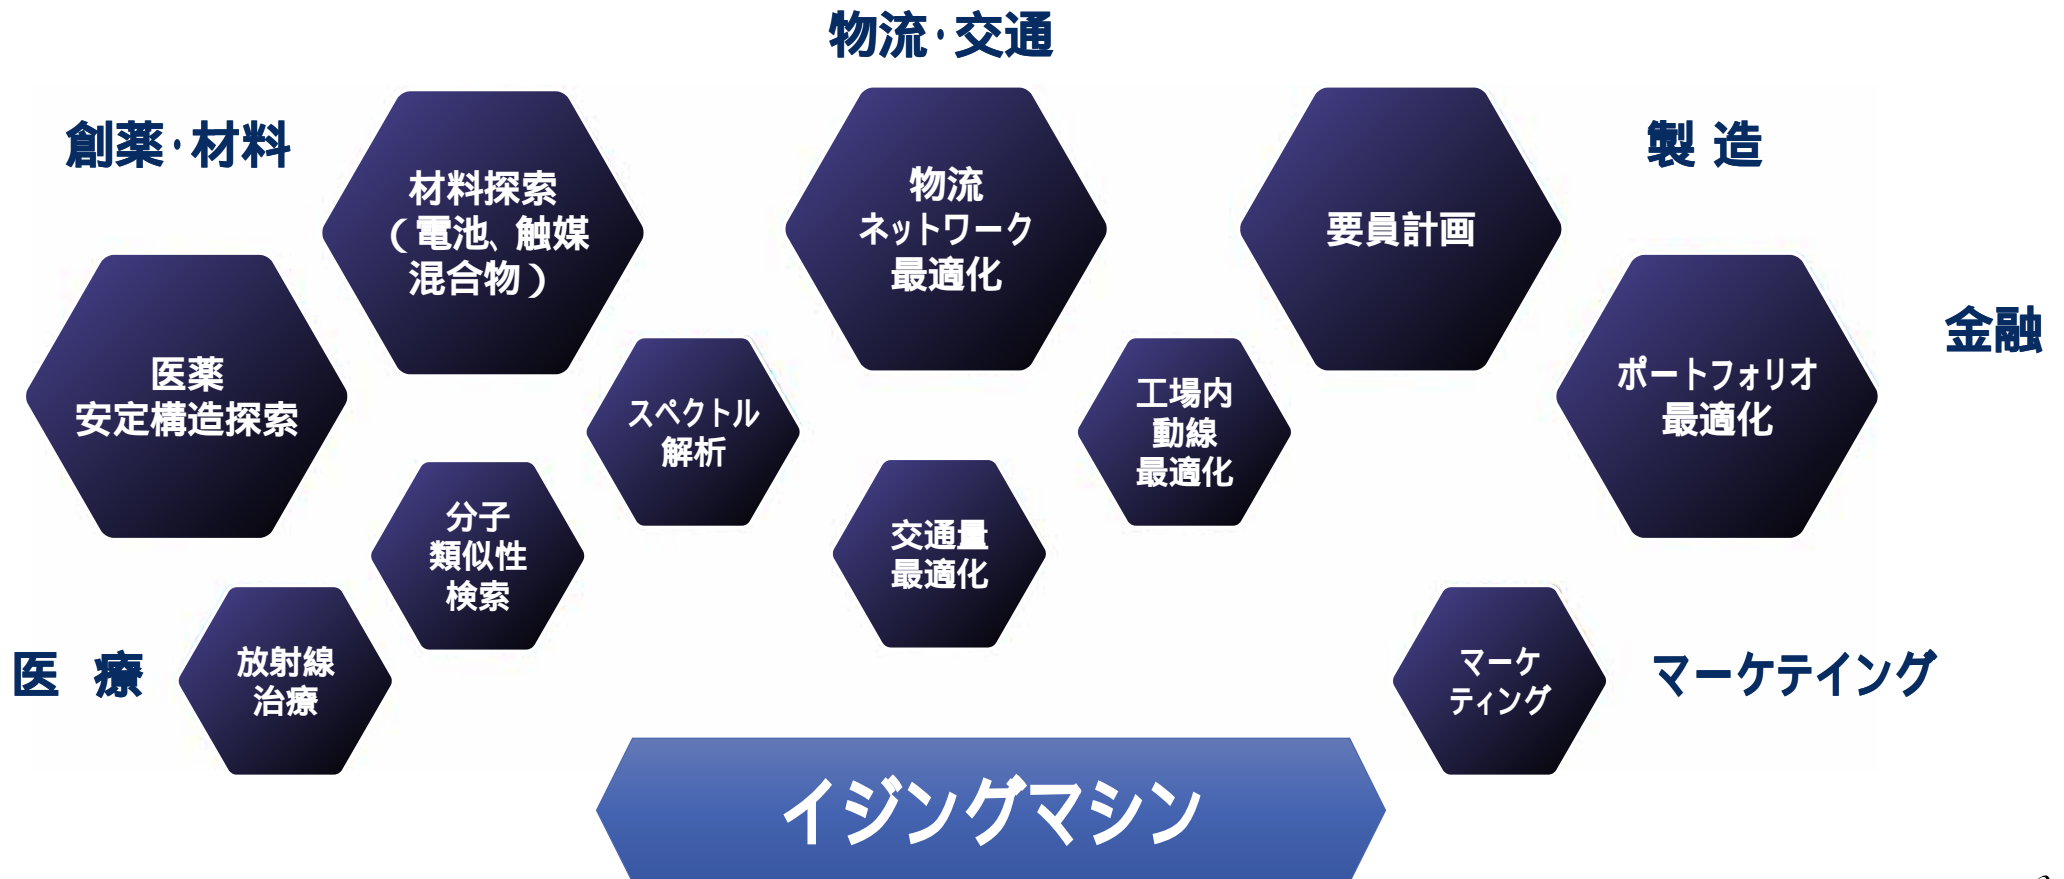 物流・交通
創薬・材料
製 造
材料探索
(電池、触媒
混合物)
物流
ネットワーク
最適化
要員計画
金融
医薬
安定構造探索
スペクトル
解析
工場内
動線
最適化
ポートフォリオ
最適化
分子
類似性
検索
交通量
最適化
医 療
放射線
治療
マーケ
ティング
マーケテイング
イジングマシン